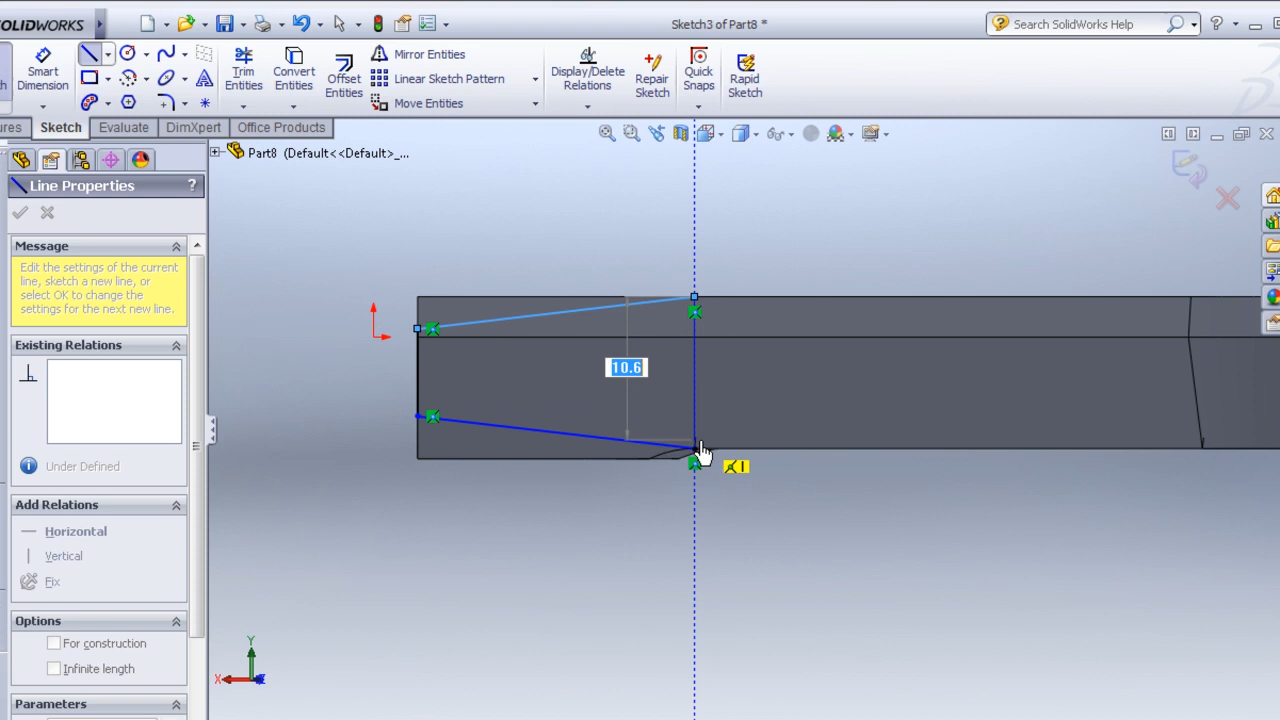 SOLIDWORKS
Sketch3 of Part8 *
Search SolidWorks Help
Smart Dimension
Trim Entities
Convert Entities
Offset Entities
Mirror Entities
Linear Sketch Pattern
Move Entities
Display/Delete Relations
Repair Sketch
Quick Snaps
Rapid Sketch
Sketch
Evaluate
DimXpert
Office Products
Part8 (Default<<Default>_...
Line Properties
?
Message
Edit the settings of the current
line, sketch a new line, or
select OK to change the
settings for the next new line.
Existing Relations
Under Defined
Add Relations
Horizontal
Vertical
Fix
Options
For construction
Infinite length
Parameters
10.6
Y
X